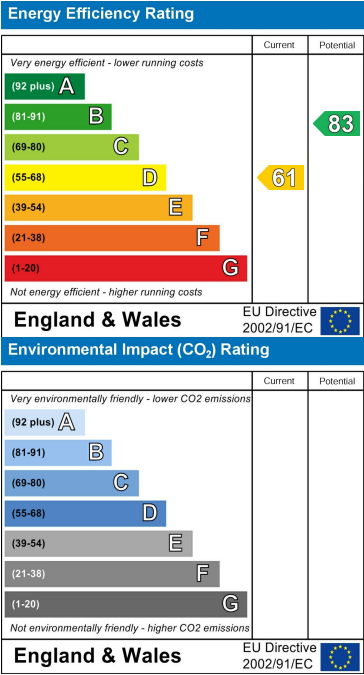 Energy Efficiency Rating
Current Potential
Very energy efficient - lower running costs
(92 plus) A
(81-91) B
83
(69-80) C
(55-68) D
61
(39-54) E
(21-38) F
(1-20) G
Not energy efficient - higher running costs
England & Wales
EU Directive
2002/91/EC
Environmental Impact (CO₂) Rating
Current Potential
Very environmentally friendly - lower CO2 emissions
(92 plus) A
(81-91) B
(69-80) C
(55-68) D
(39-54) E
(21-38) F
(1-20) G
Not environmentally friendly - higher CO2 emissions
England & Wales
EU Directive
2002/91/EC